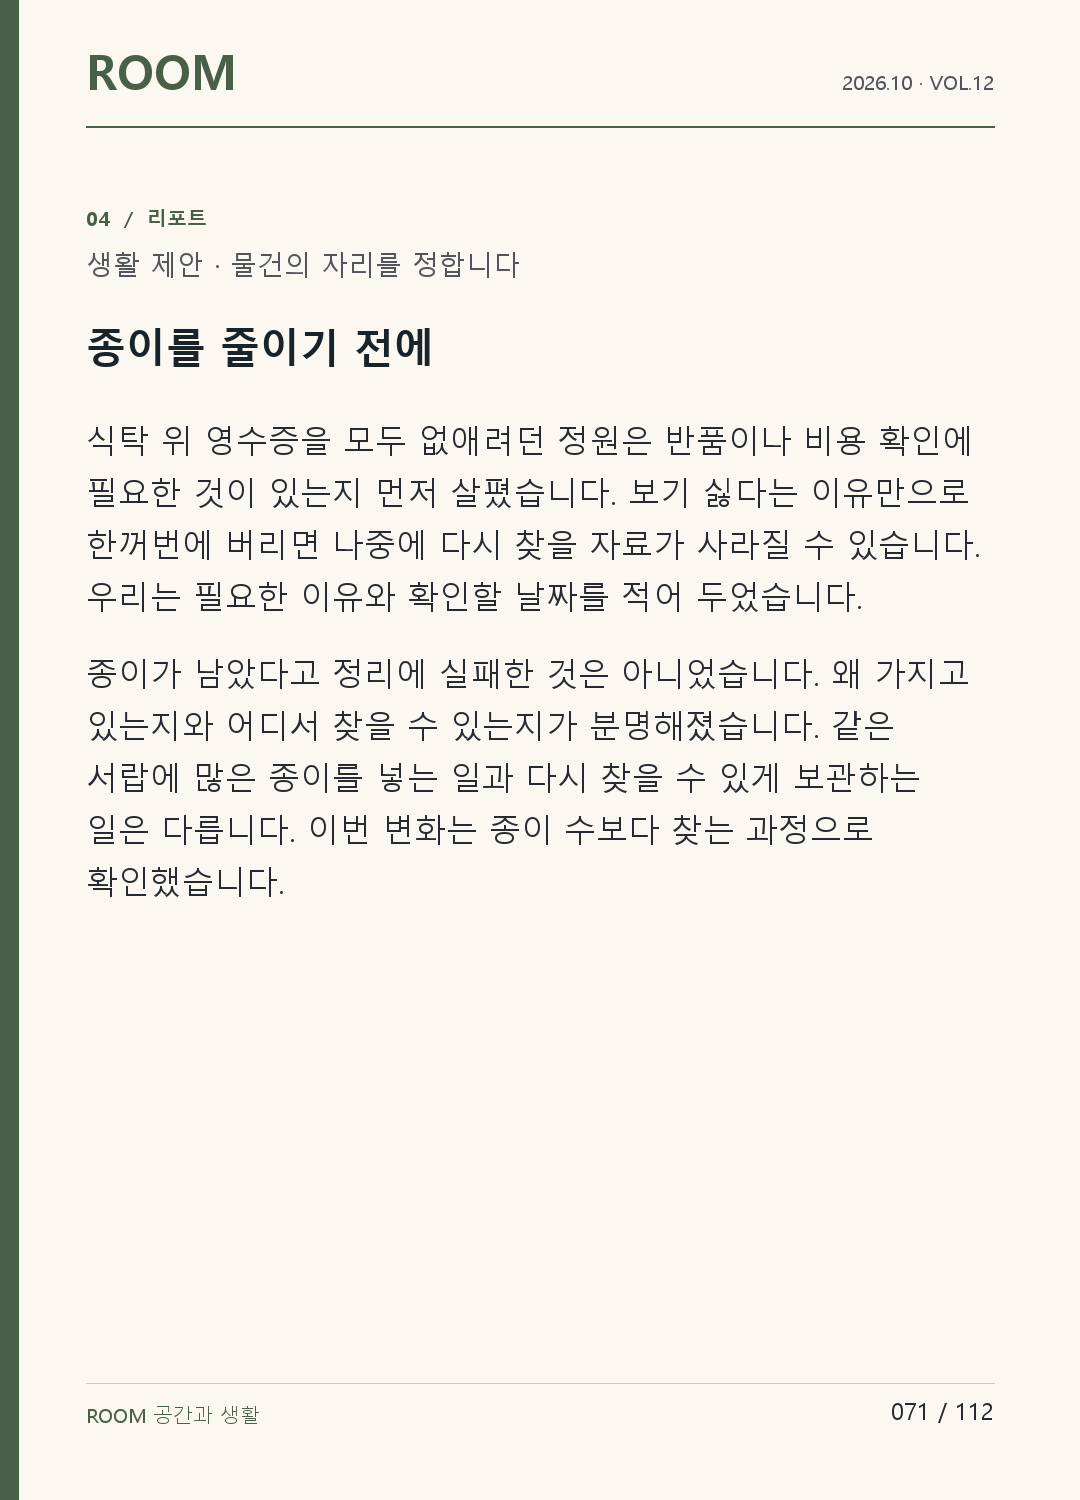 ROOM
2026.10 · VOL.12
04 / 리포트
생활 제안 · 물건의 자리를 정합니다
종이를 줄이기 전에
식탁 위 영수증을 모두 없애려던 정원은 반품이나 비용 확인에
필요한 것이 있는지 먼저 살폈습니다. 보기 싫다는 이유만으로
한꺼번에 버리면 나중에 다시 찾을 자료가 사라질 수 있습니다.
우리는 필요한 이유와 확인할 날짜를 적어 두었습니다.
종이가 남았다고 정리에 실패한 것은 아니었습니다. 왜 가지고
있는지와 어디서 찾을 수 있는지가 분명해졌습니다. 같은
서랍에 많은 종이를 넣는 일과 다시 찾을 수 있게 보관하는
일은 다릅니다. 이번 변화는 종이 수보다 찾는 과정으로
확인했습니다.
ROOM 공간과 생활
071 / 112